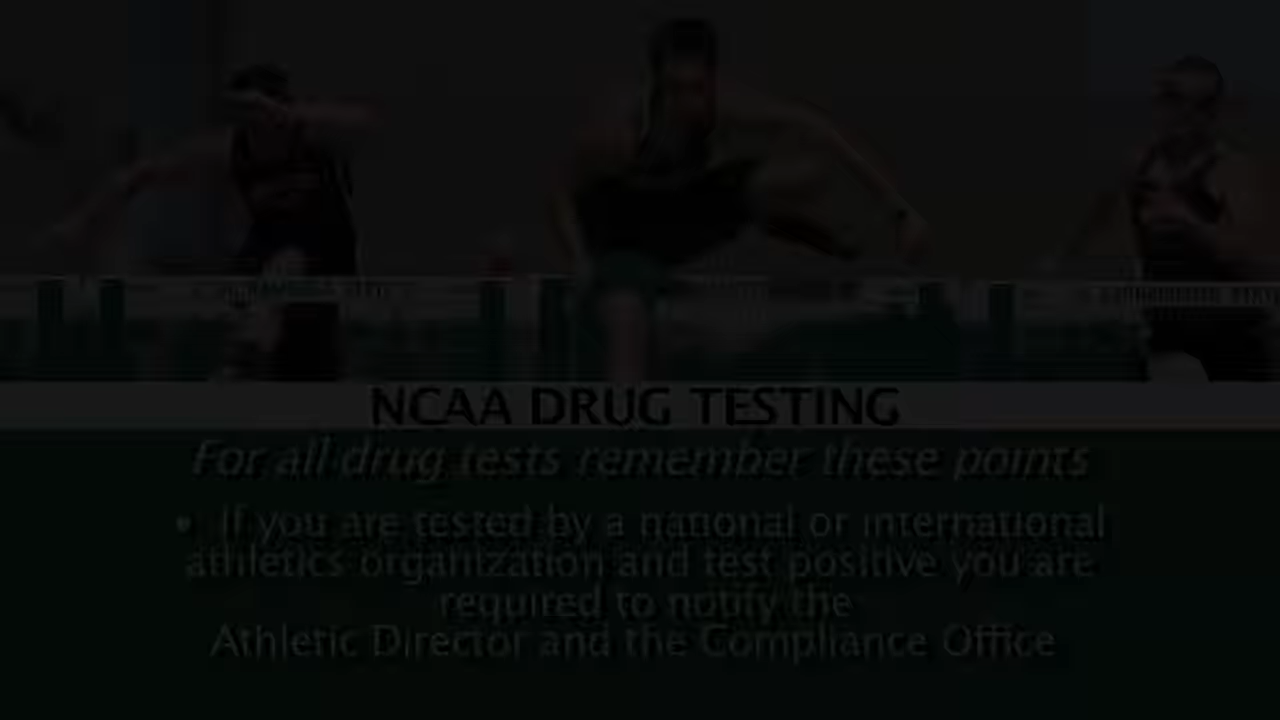 NCAA DRUG TESTING
For all drug tests remember these points
• If you are tested by a national or international
athletics organization and test positive you are
required to notify the
Athletic Director and the Compliance Office